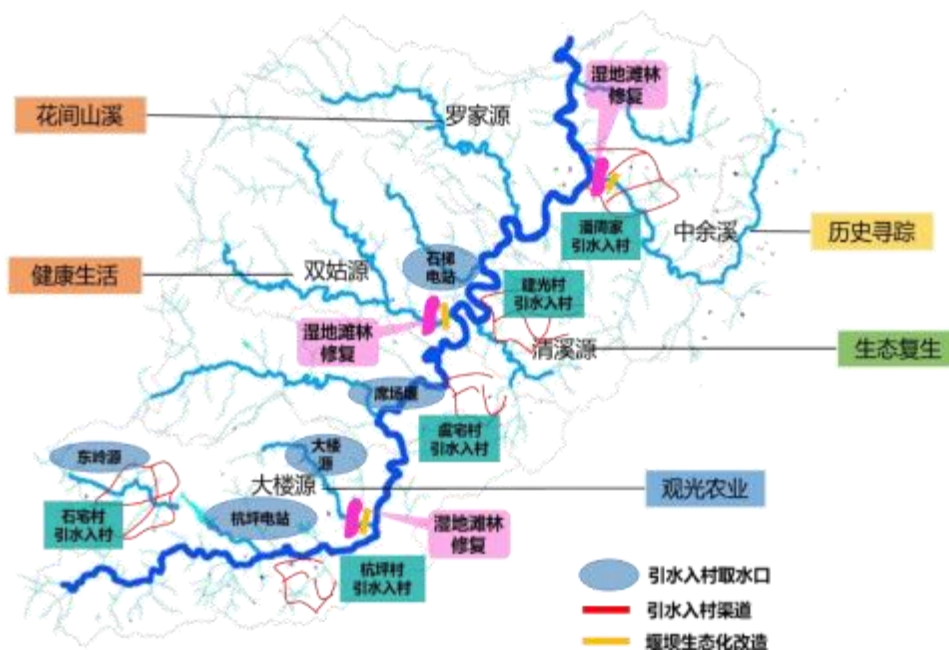 湿地滩林
修复
花间山溪
罗家源
潘周家
引水入村
中余溪
历史寻踪
石梯
电站
健康生活
双姑源
建光村
引水入村
湿地滩林
修复
清溪源
生态复生
席场堰
虞宅村
引水入村
东岭源
大楼
源
大楼源
观光农业
石宅村
引水入村
杭坪电站
湿地滩林
修复
杭坪村
引水入村
引水入村取水口
引水入村渠道
堰坝生态化改造